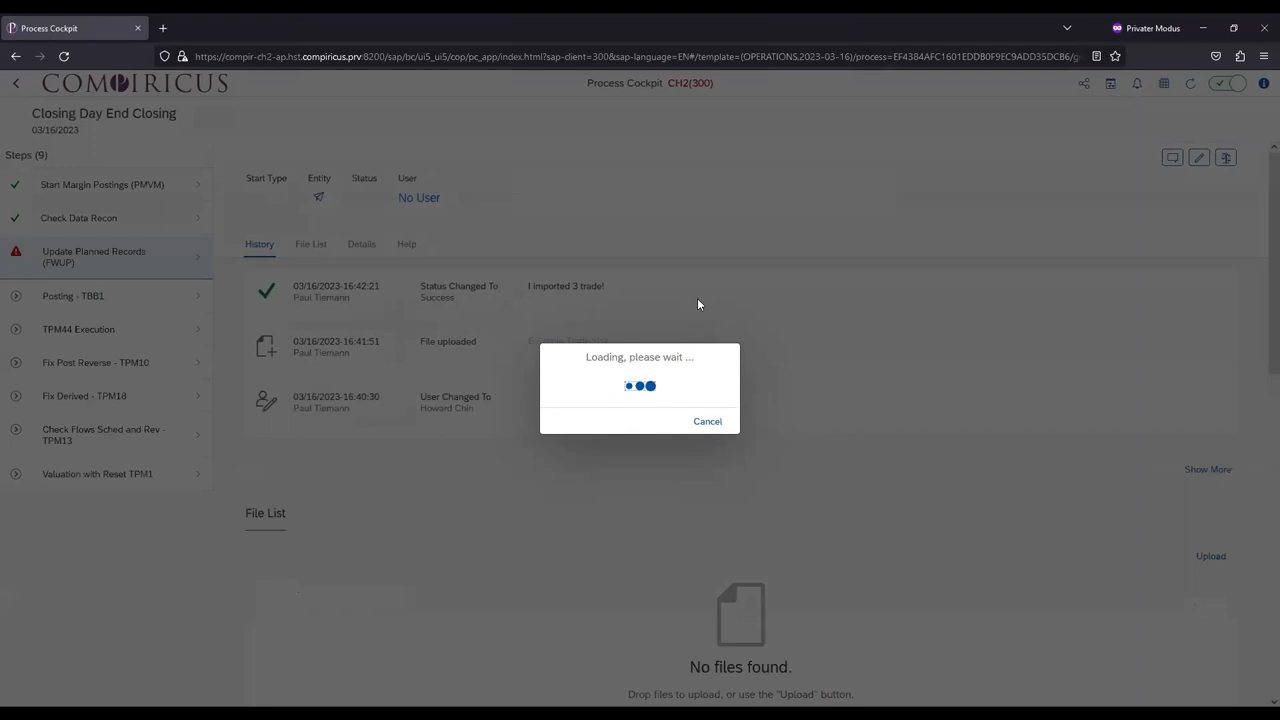 Process Cockpit
Privater Modus
https://compir-ch2-ap.hst.compiricus.prv:8200/sap/bc/ui5_ui5/cop/pc_app/index.html?sap-client=300&sap-language=EN#/template=(OPERATIONS,2023-03-16)/process=EF4384AFC1601EDDB0F9EC9ADD35DCB6/g
COMPIRICUS
Process Cockpit CH2(300)
Closing Day End Closing
03/16/2023
Steps (9)
Start Margin Postings (PMVM)
Check Data Recon
Update Planned Records
(FWUP)
Posting - TBB1
TPM44 Execution
Fix Post Reverse - TPM10
Fix Derived - TPM18
Check Flows Sched and Rev -
TPM13
Valuation with Reset TPM1
Start Type Entity Status User
No User
History File List Details Help
03/16/2023-16:42:21 Status Changed To I imported 3 trade!
Paul Tiemann Success
03/16/2023-16:41:51 File uploaded
Paul Tiemann
03/16/2023-16:40:30 User Changed To
Paul Tiemann Howard Chin
Loading, please wait ...
Cancel
Show More
File List
Upload
No files found.
Drop files to upload, or use the "Upload" button.